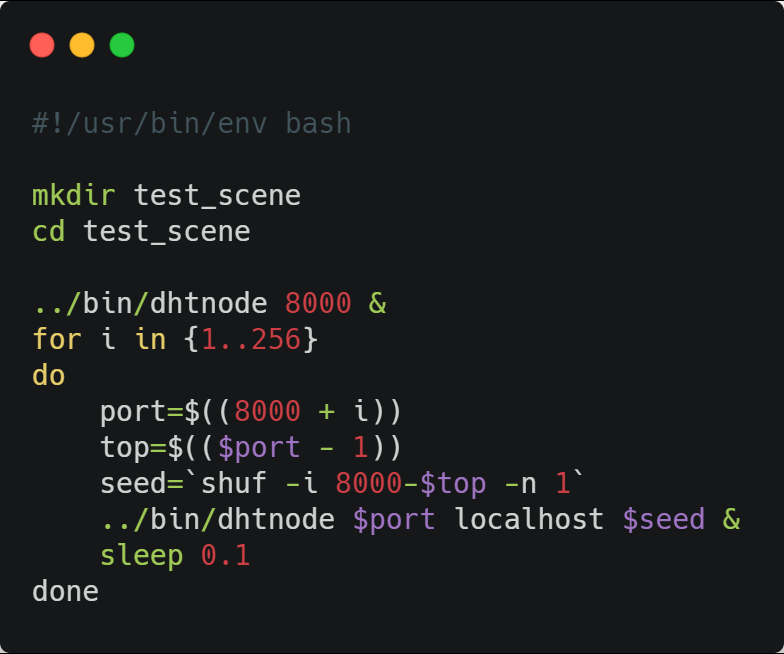 #!/usr/bin/env bash
mkdir test_scene
cd test_scene
../bin/dhtnode 8000 &
for i in {1..256}
do
    port=$((8000 + i))
    top=$(($port - 1))
    seed=`shuf -i 8000-$top -n 1`
    ../bin/dhtnode $port localhost $seed &
    sleep 0.1
done